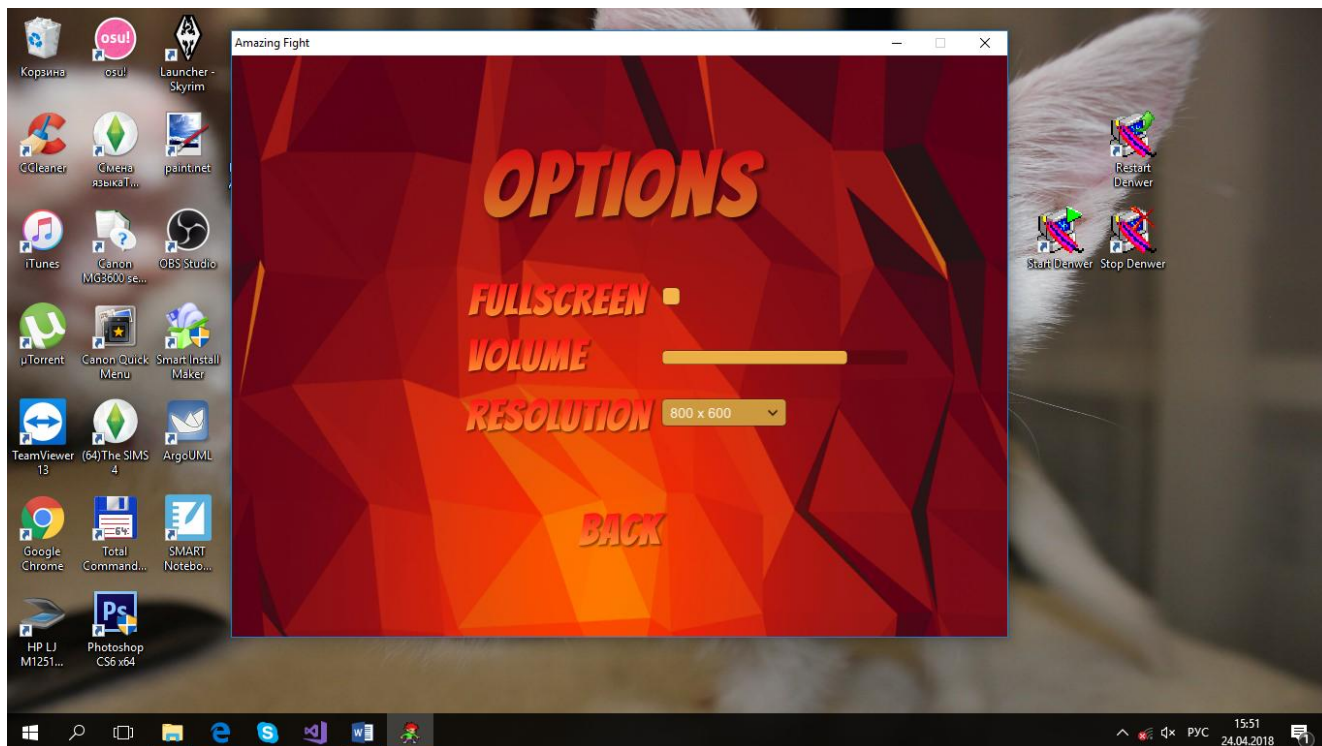 Корзина
osu!
osu!
Launcher -
Skyrim
CCleaner
Смена
языкаТ...
paint.net
iTunes
Canon
MG3600 se...
OBS Studio
µTorrent
Canon Quick
Menu
Smart Install
Maker
TeamViewer
13
(64)The SIMS
4
ArgoUML
Google
Chrome
64
Total
Command...
SMART
Notebo...
HP LJ
M1251...
Ps
Photoshop
CS6 x64
Amazing Fight
OPTIONS
FULLSCREEN
VOLUME
RESOLUTION 800 x 600
BACK
Restart
Denwer
Start Denwer
Stop Denwer
РУС
15:51
24.04.2018
1